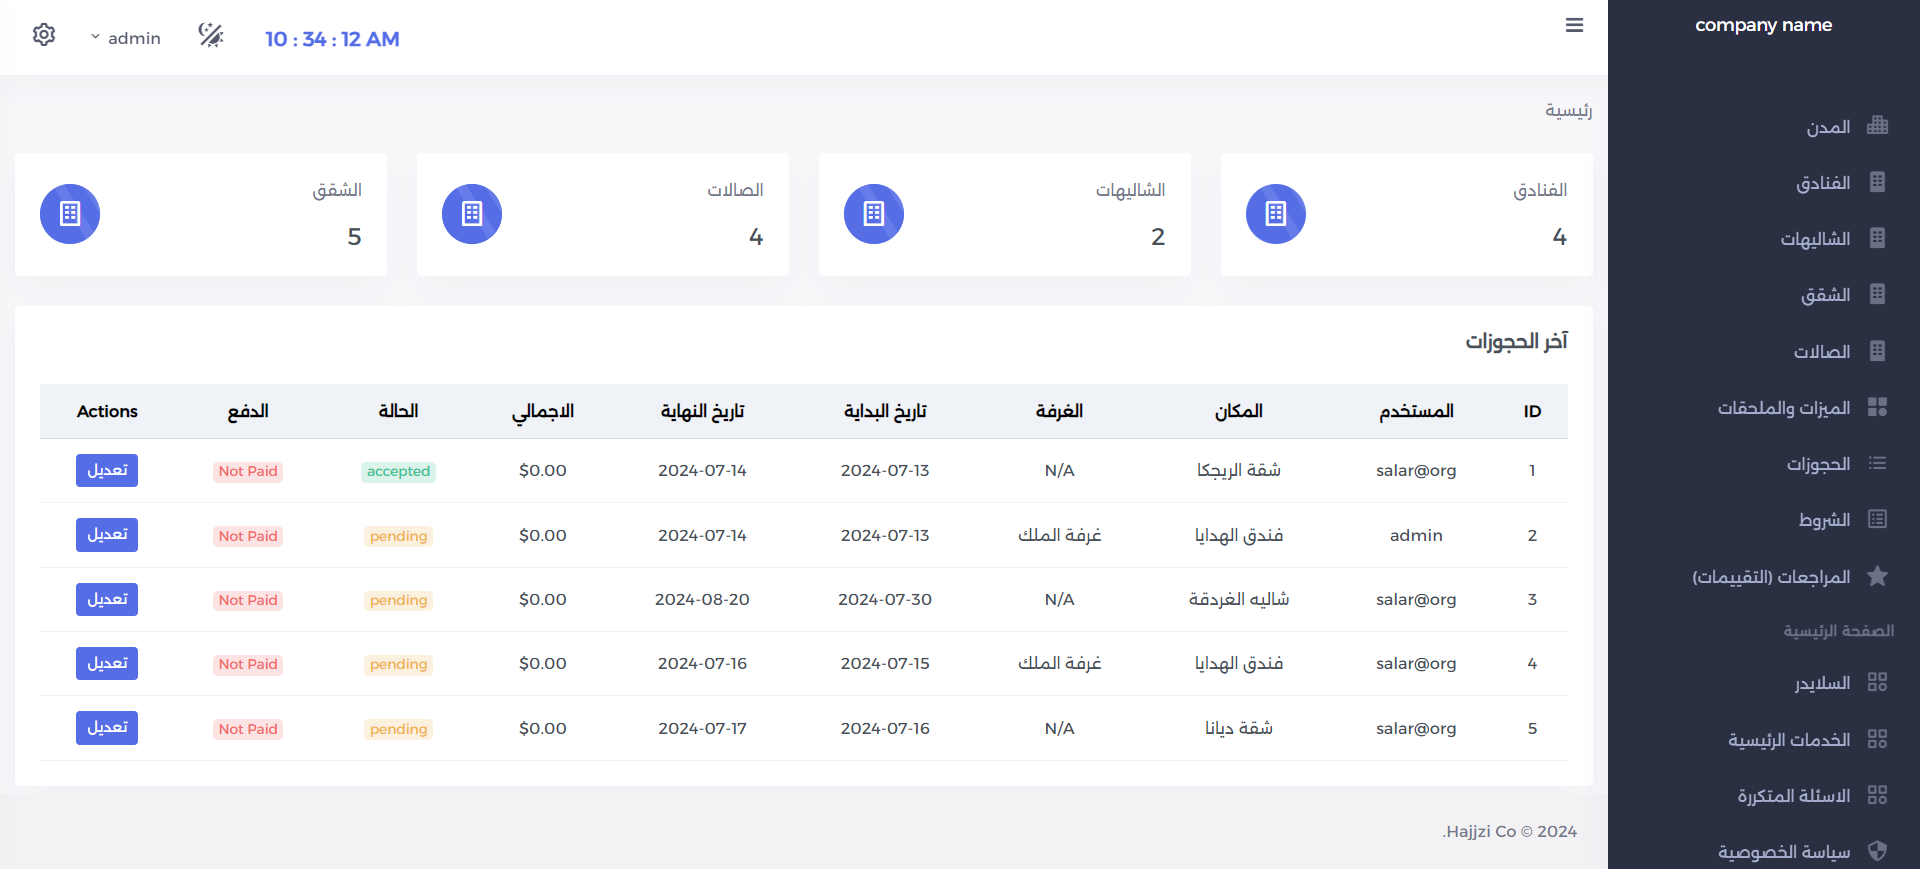 company name
المدن
الفنادق
الشاليهات
الشقق
الصالات
الميزات والملحقات
الحجوزات
الشروط
المراجعات (التقييمات)
الصفحة الرئيسية
السلايدر
الخدمات الرئيسية
الاسئلة المتكررة
سياسة الخصوصية
admin
10 : 34 : 12 AM
رئيسية
الفنادق
4
الشاليهات
2
الصالات
4
الشقق
5
آخر الحجوزات
ID المستخدم المكان الغرفة تاريخ البداية تاريخ النهاية الاجمالي الحالة الدفع Actions
1 salar@org شقة الريجكا N/A 2024-07-13 2024-07-14 $0.00 accepted Not Paid تعديل
2 admin فندق الهدايا غرفة الملك 2024-07-13 2024-07-14 $0.00 pending Not Paid تعديل
3 salar@org شاليه الغردقة N/A 2024-07-30 2024-08-20 $0.00 pending Not Paid تعديل
4 salar@org فندق الهدايا غرفة الملك 2024-07-15 2024-07-16 $0.00 pending Not Paid تعديل
5 salar@org شقة ديانا N/A 2024-07-16 2024-07-17 $0.00 pending Not Paid تعديل
.Hajjzi Co © 2024